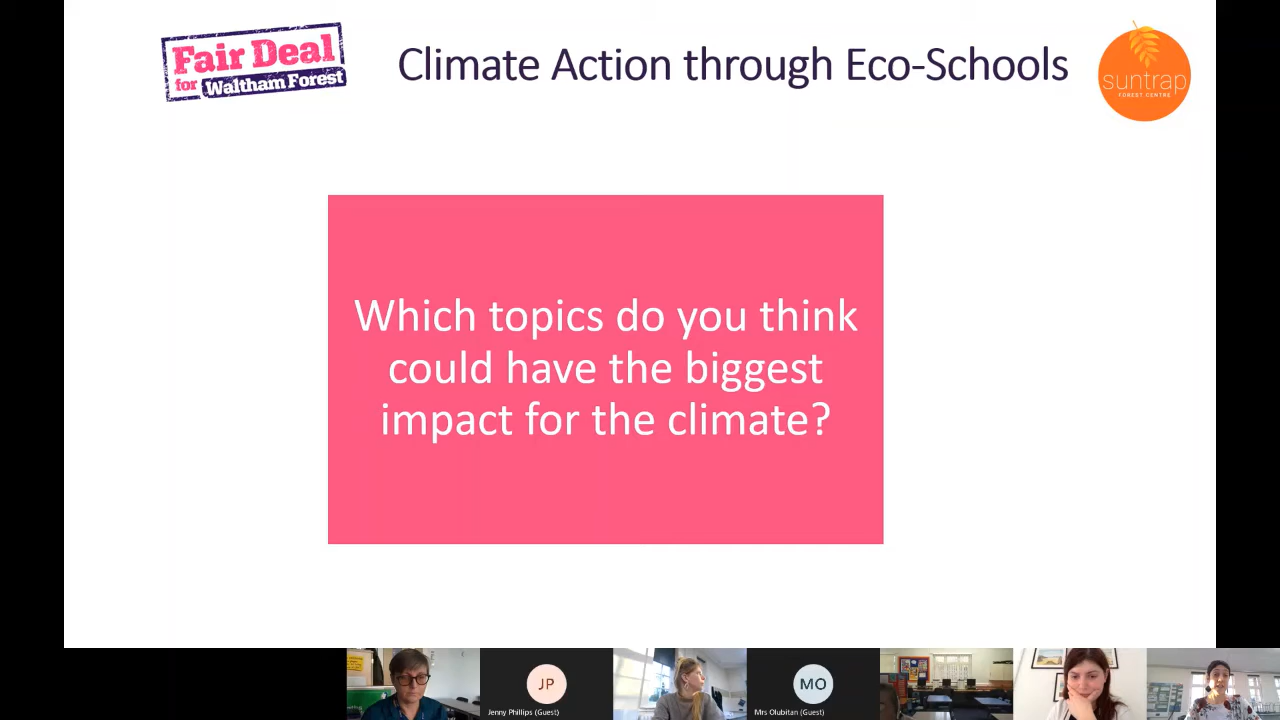 Fair Deal
for Waltham Forest
Climate Action through Eco-Schools
suntrap
FOREST CENTRE
Which topics do you think
could have the biggest
impact for the climate?
JP
Jenny Phillips (Guest)
MO
Mrs Olubitan (Guest)